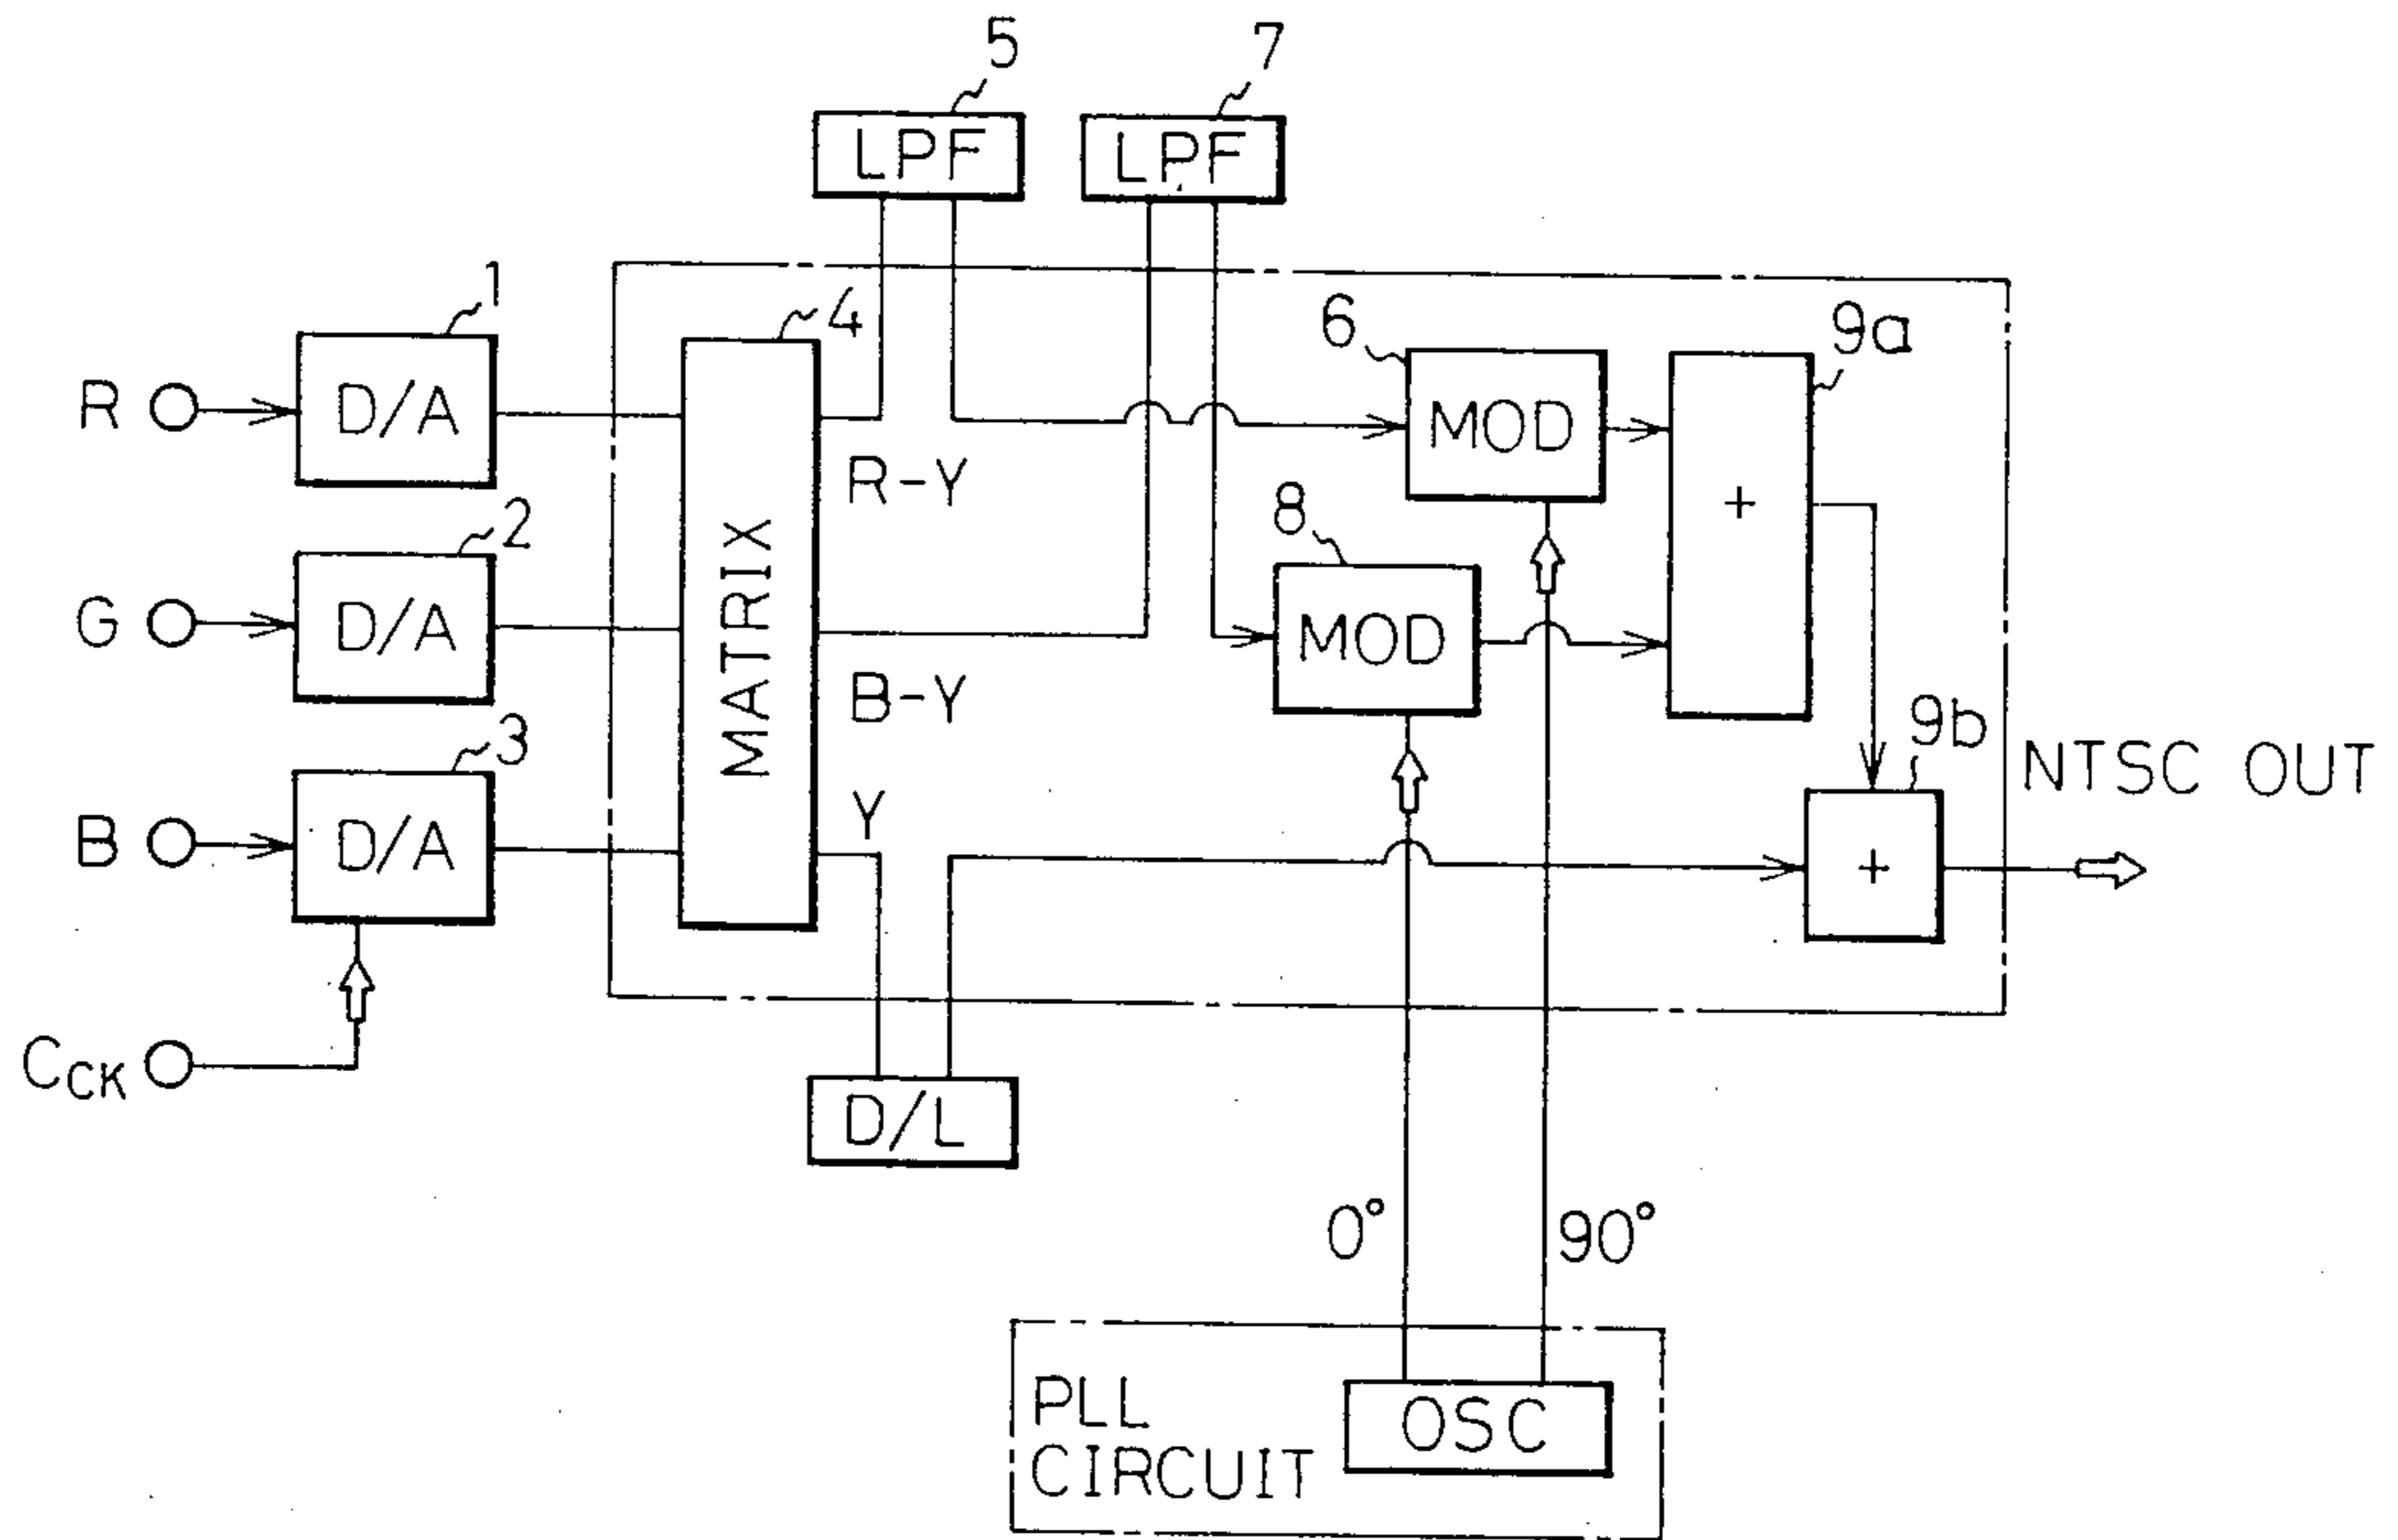 5
7
LPF
LPF
1
4
6
9a
R
D/A
MOD
+
R-Y
2
8
G
D/A
MATRIX
MOD
B-Y
3
9b
NTSC OUT
B
D/A
Y
+
CCK
D/L
0°
90°
PLL
CIRCUIT
OSC